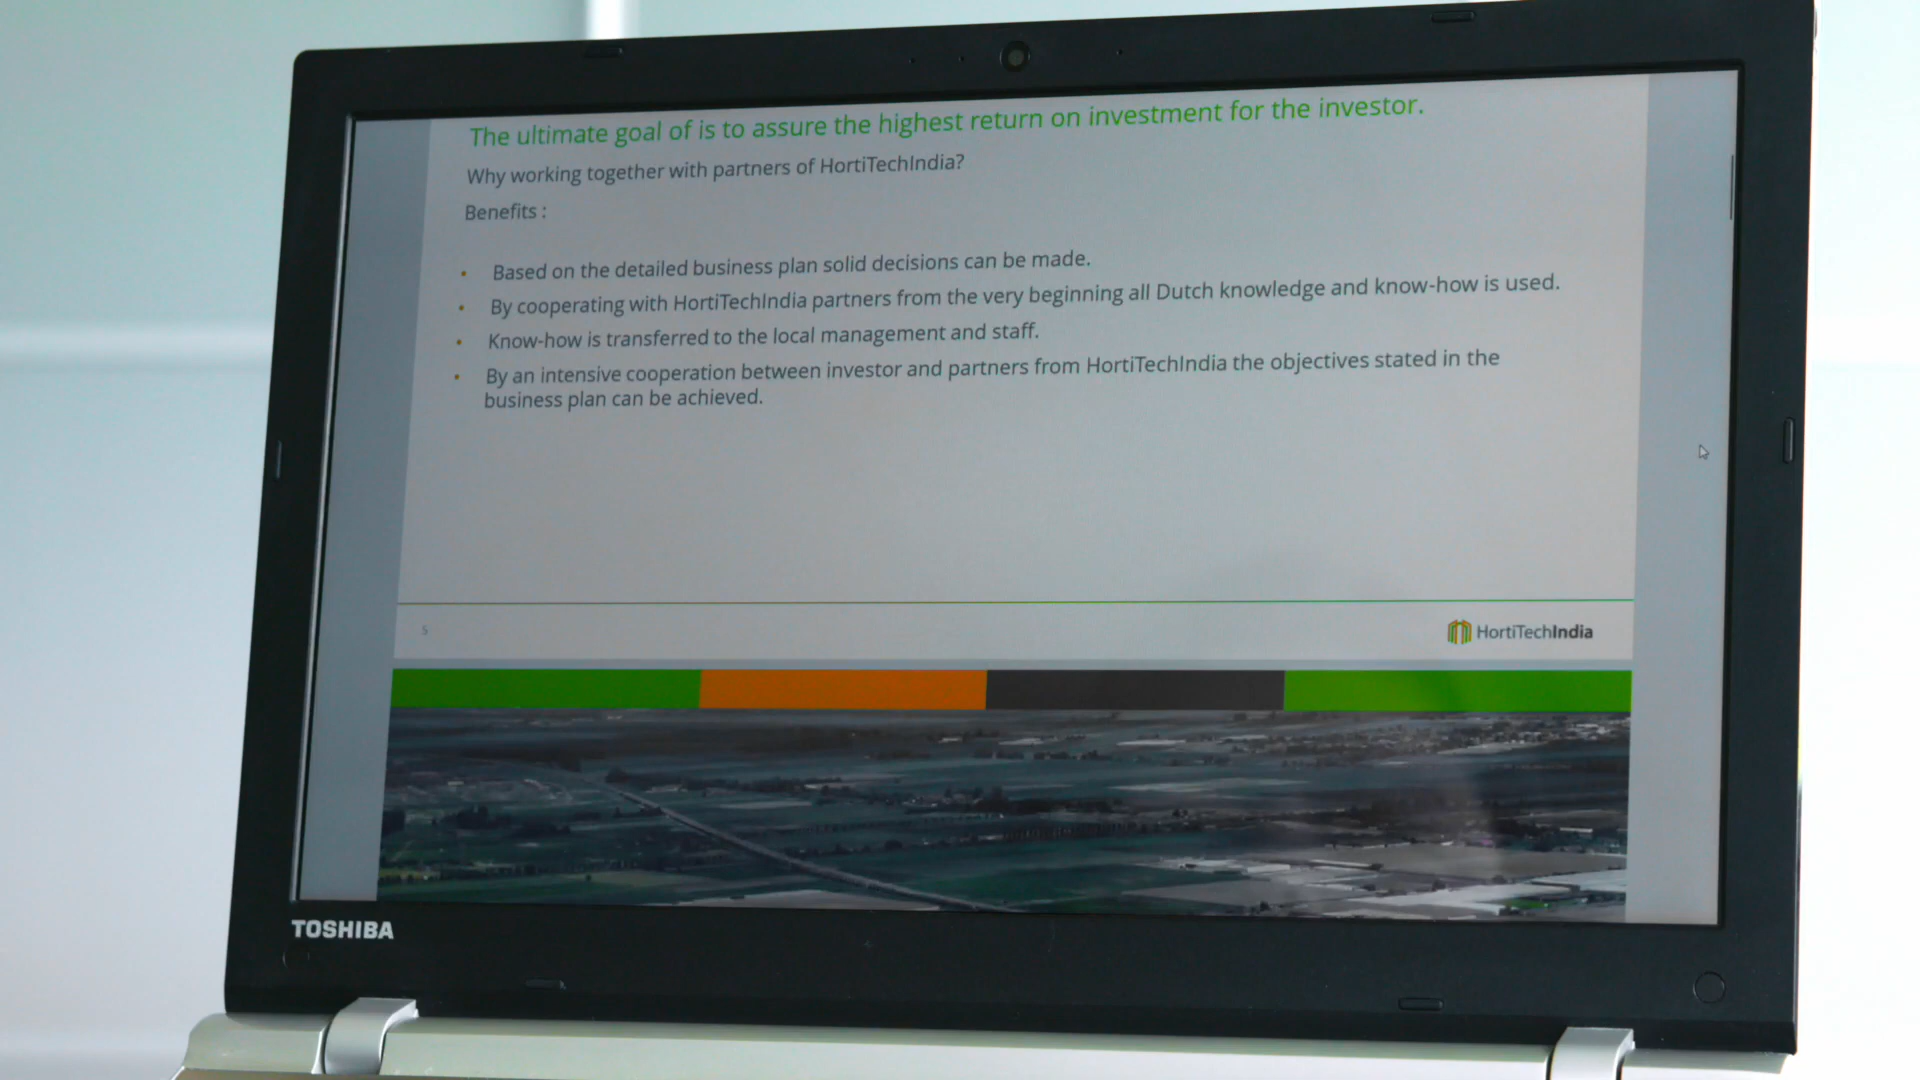 The ultimate goal of is to assure the highest return on investment for the investor.
Why working together with partners of HortiTechIndia?
Benefits :
• Based on the detailed business plan solid decisions can be made.
• By cooperating with HortiTechIndia partners from the very beginning all Dutch knowledge and know-how is used.
• Know-how is transferred to the local management and staff.
• By an intensive cooperation between investor and partners from HortiTechIndia the objectives stated in the
business plan can be achieved.
5
HortiTechIndia
TOSHIBA